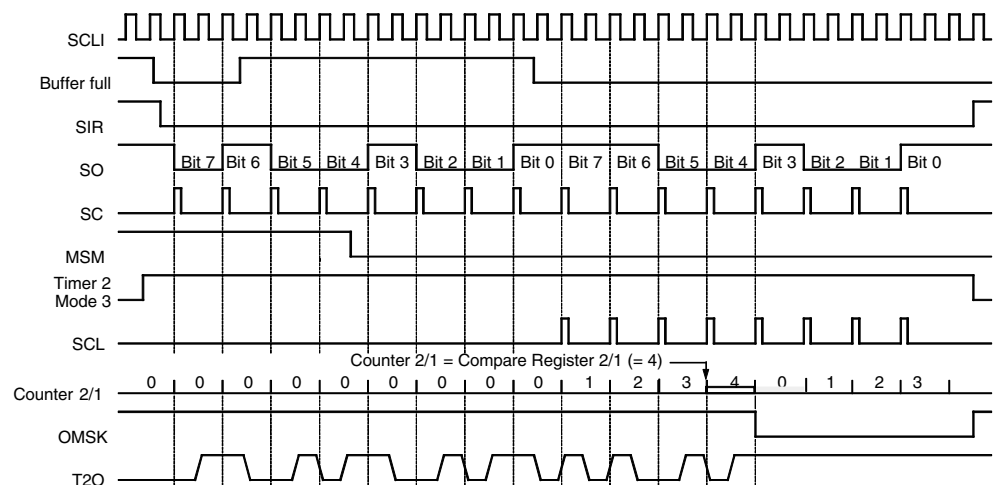 SCLI
Buffer full
SIR
SO Bit 7 Bit 6 Bit 5 Bit 4 Bit 3 Bit 2 Bit 1 Bit 0 Bit 7 Bit 6 Bit 5 Bit 4 Bit 3 Bit 2 Bit 1 Bit 0
SC
MSM
Timer 2
Mode 3
SCL
Counter 2/1 = Compare Register 2/1 (= 4)
Counter 2/1 0 0 0 0 0 0 0 0 0 1 2 3 4 0 1 2 3
OMSK
T2O